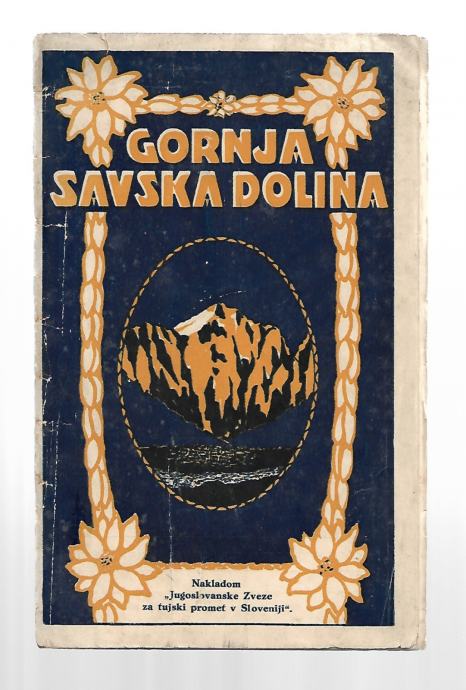 GORNJA
SAVSKA DOLINA
Nakladom
„Jugoslovanske Zveze
za tujski promet v Sloveniji“.